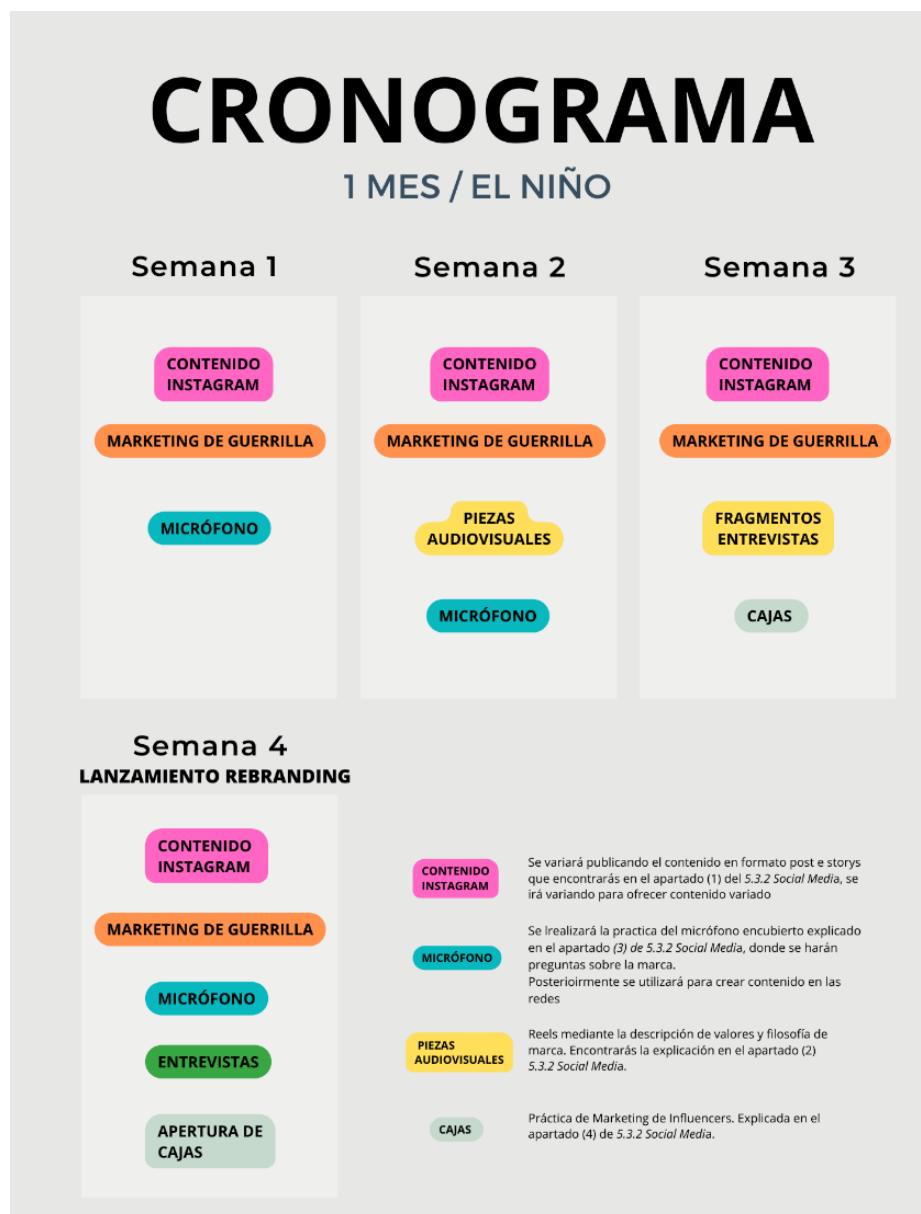 CRONOGRAMA
1 MES / EL NIÑO
Semana 1
CONTENIDO
INSTAGRAM
MARKETING DE GUERRILLA
MICRÓFONO
Semana 2
CONTENIDO
INSTAGRAM
MARKETING DE GUERRILLA
PIEZAS
AUDIOVISUALES
MICRÓFONO
Semana 3
CONTENIDO
INSTAGRAM
MARKETING DE GUERRILLA
FRAGMENTOS
ENTREVISTAS
CAJAS
Semana 4
LANZAMIENTO REBRANDING
CONTENIDO
INSTAGRAM
MARKETING DE GUERRILLA
MICRÓFONO
ENTREVISTAS
APERTURA DE
CAJAS
CONTENIDO
INSTAGRAM
Se variará publicando el contenido en formato post e storys
que encontrarás en el apartado (1) del 5.3.2 Social Media, se
irá variando para ofrecer contenido variado
MICRÓFONO
Se lrealizará la practica del micrófono encubierto explicado
en el apartado (3) de 5.3.2 Social Media, donde se harán
preguntas sobre la marca.
Posterioirmente se utilizará para crear contenido en las
redes
PIEZAS
AUDIOVISUALES
Reels mediante la descripción de valores y filosofía de
marca. Encontrarás la explicación en el apartado (2)
5.3.2 Social Media.
CAJAS
Práctica de Marketing de Influencers. Explicada en el
apartado (4) de 5.3.2 Social Media.